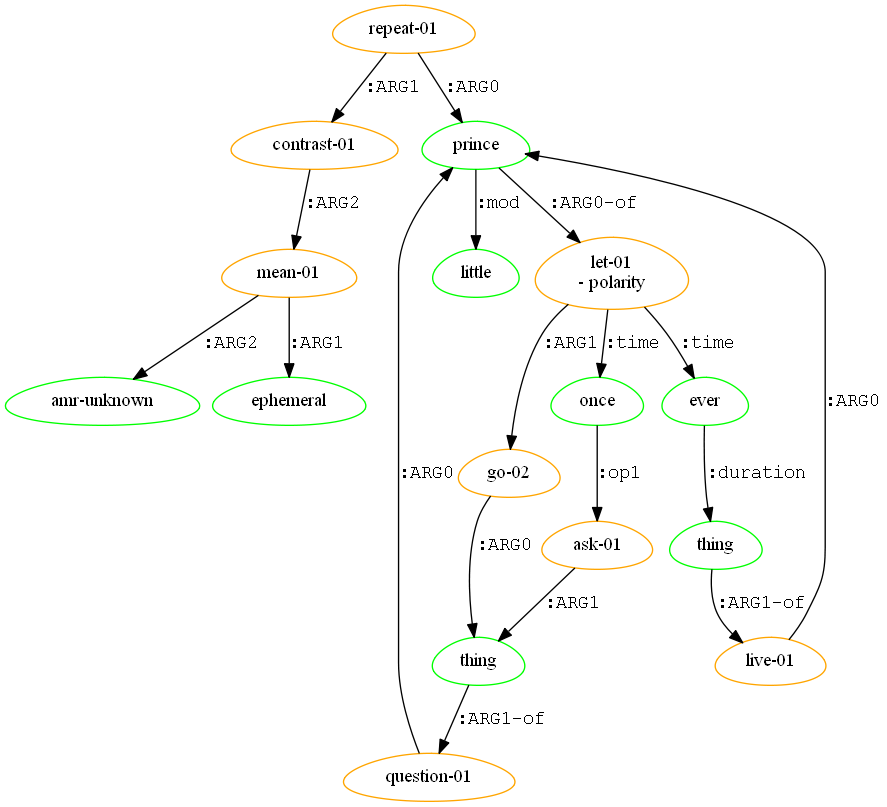 repeat-01
:ARG1
:ARG0
contrast-01
prince
:ARG2
:mod
:ARG0-of
mean-01
little
let-01
- polarity
:ARG2
:ARG1
:ARG1
:time
:time
amr-unknown
ephemeral
once
ever
:ARG0
:ARG0
go-02
:op1
:duration
:ARG0
ask-01
thing
:ARG1
:ARG1-of
thing
live-01
:ARG1-of
question-01